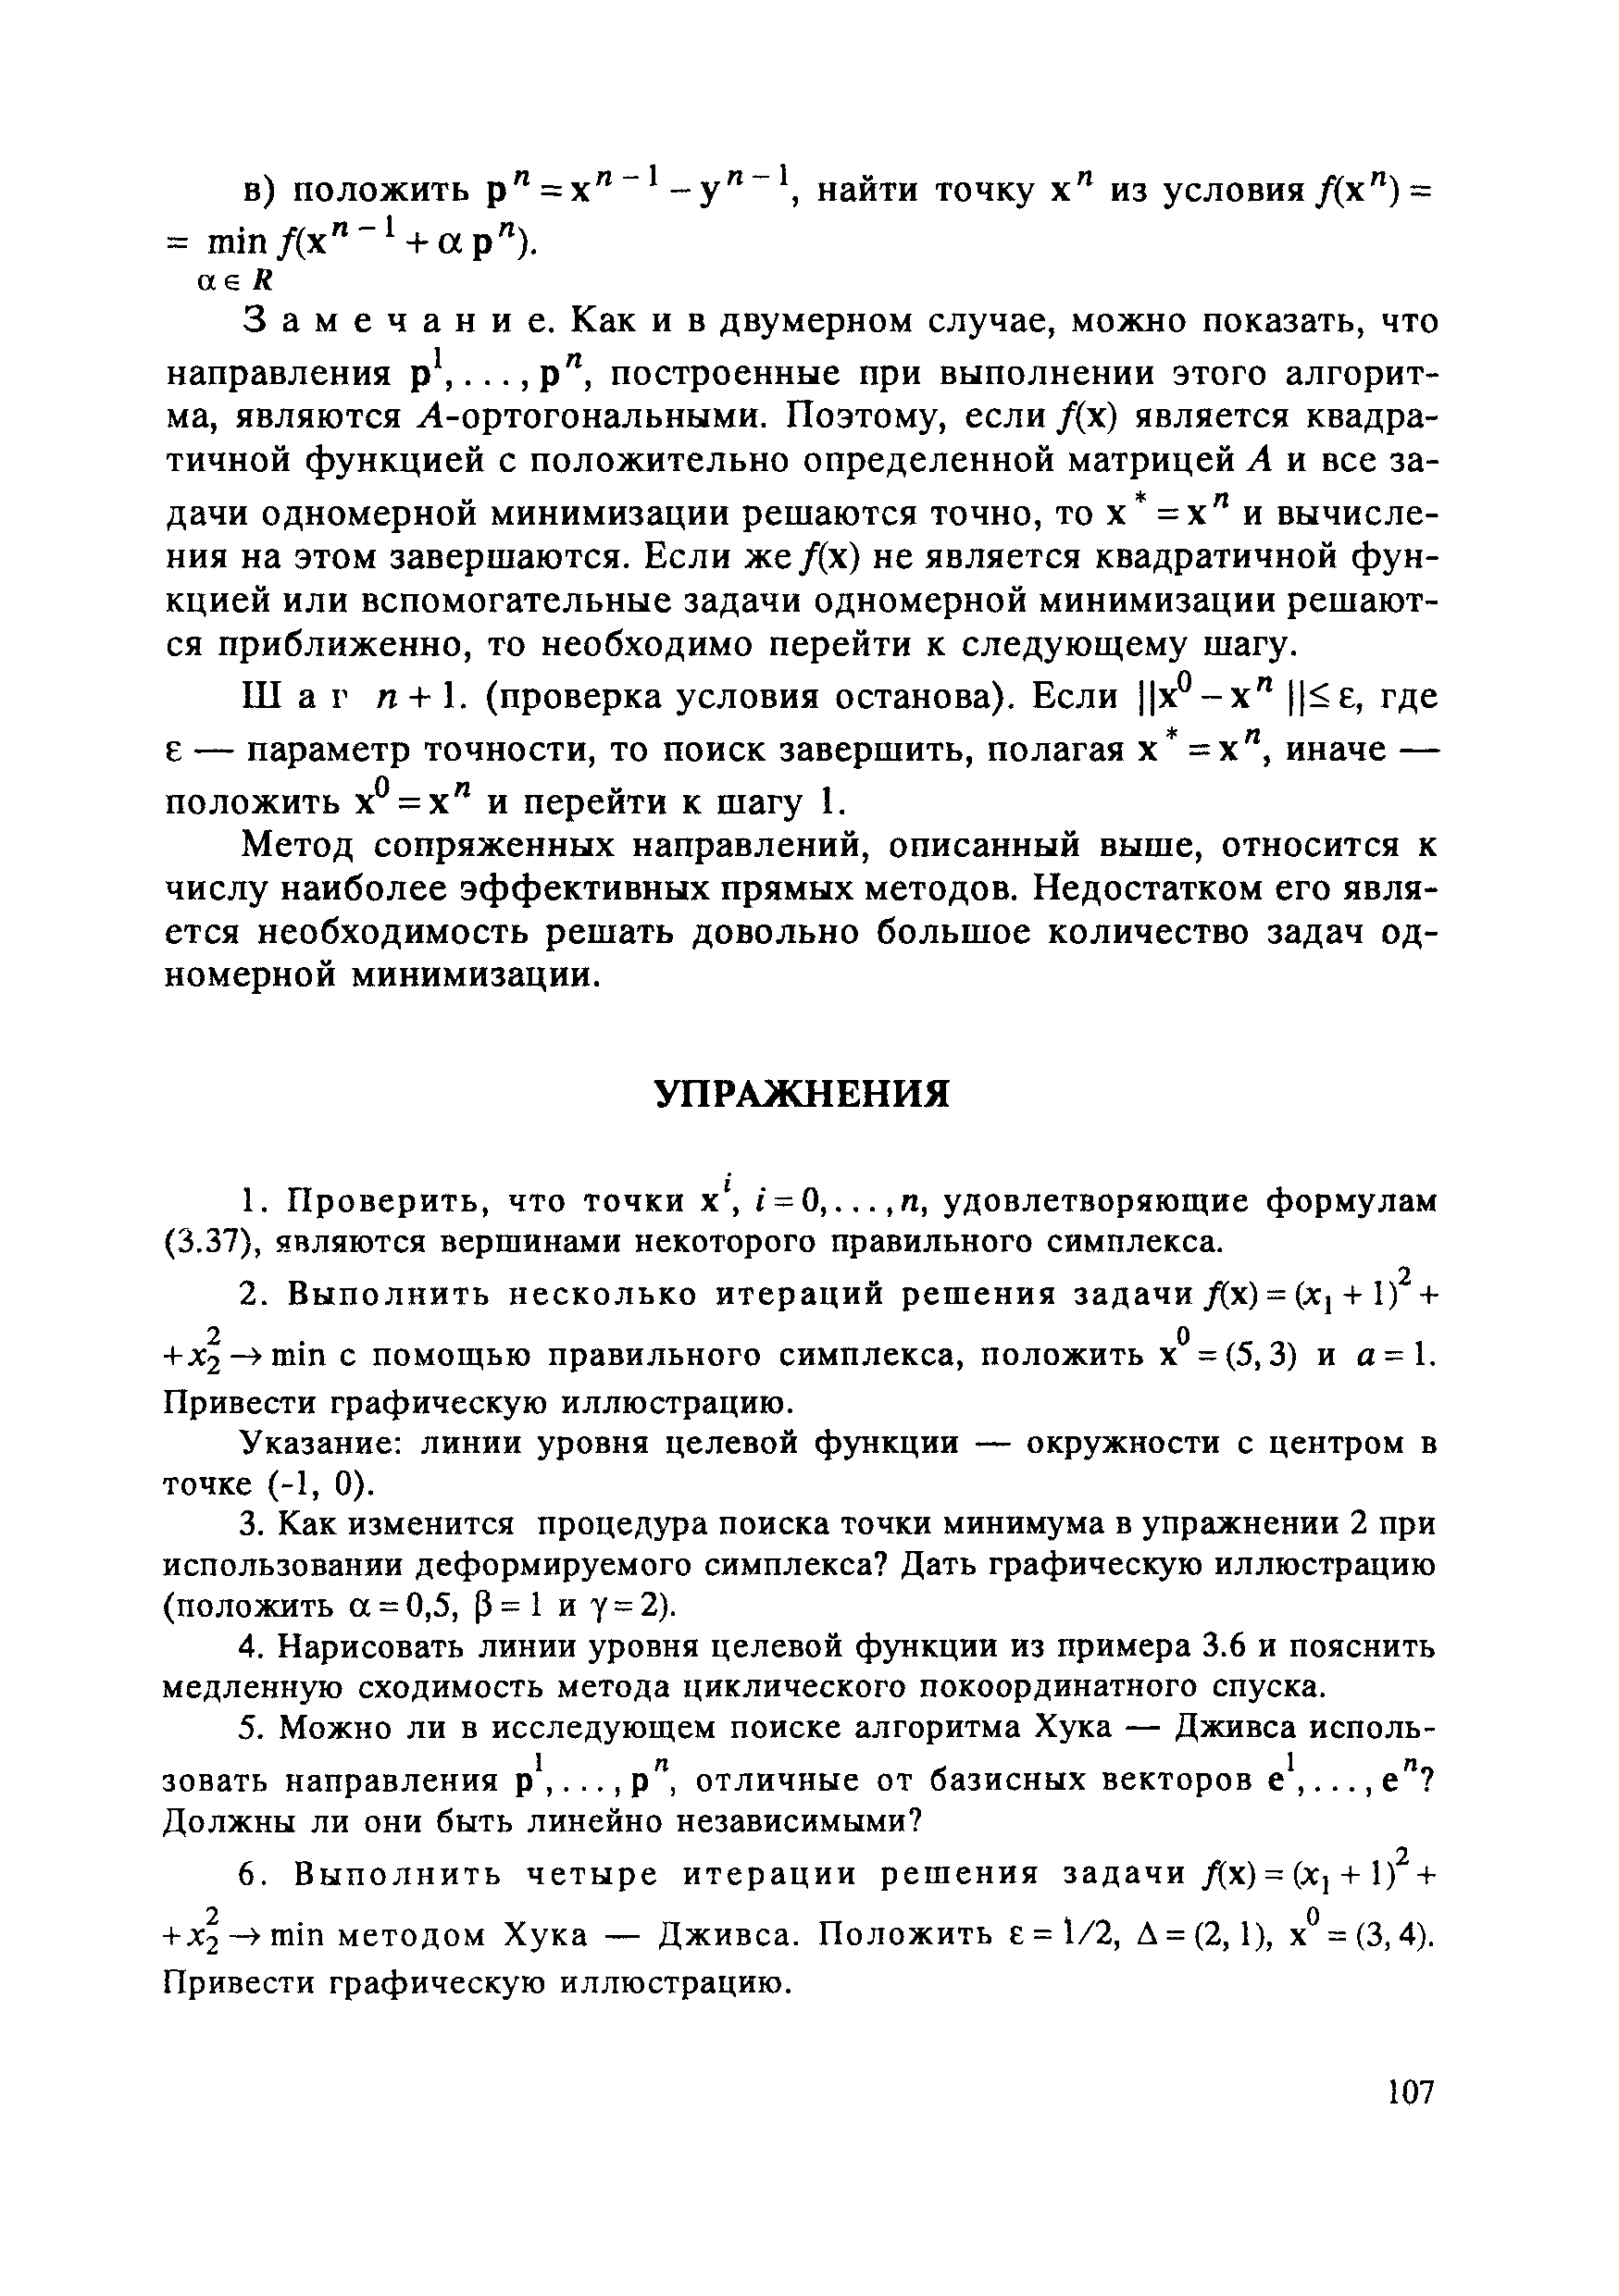 в) положить pⁿ = xⁿ⁻¹ − yⁿ⁻¹, найти точку xⁿ из условия f(xⁿ) =
= min f(xⁿ⁻¹ + α pⁿ).
α ∈ R
З а м е ч а н и е. Как и в двумерном случае, можно показать, что
направления p¹,...,pⁿ, построенные при выполнении этого алгорит-
ма, являются A-ортогональными. Поэтому, если f(x) является квадра-
тичной функцией с положительно определенной матрицей A и все за-
дачи одномерной минимизации решаются точно, то x* = xⁿ и вычисле-
ния на этом завершаются. Если же f(x) не является квадратичной фун-
кцией или вспомогательные задачи одномерной минимизации решают-
ся приближенно, то необходимо перейти к следующему шагу.
Ш а г n + 1. (проверка условия останова). Если ||x⁰ − xⁿ || ≤ ε, где
ε — параметр точности, то поиск завершить, полагая x* = xⁿ, иначе —
положить x⁰ = xⁿ и перейти к шагу 1.
Метод сопряженных направлений, описанный выше, относится к
числу наиболее эффективных прямых методов. Недостатком его явля-
ется необходимость решать довольно большое количество задач од-
номерной минимизации.
УПРАЖНЕНИЯ
1. Проверить, что точки xⁱ, i = 0,...,n, удовлетворяющие формулам
(3.37), являются вершинами некоторого правильного симплекса.
2. Выполнить несколько итераций решения задачи f(x) = (x₁ + 1)² +
+ x₂² → min с помощью правильного симплекса, положить x⁰ = (5, 3) и a = 1.
Привести графическую иллюстрацию.
Указание: линии уровня целевой функции — окружности с центром в
точке (-1, 0).
3. Как изменится процедура поиска точки минимума в упражнении 2 при
использовании деформируемого симплекса? Дать графическую иллюстрацию
(положить α = 0,5, β = 1 и γ = 2).
4. Нарисовать линии уровня целевой функции из примера 3.6 и пояснить
медленную сходимость метода циклического покоординатного спуска.
5. Можно ли в исследующем поиске алгоритма Хука — Дживса исполь-
зовать направления p¹,...,pⁿ, отличные от базисных векторов e¹,...,eⁿ?
Должны ли они быть линейно независимыми?
6. Выполнить четыре итерации решения задачи f(x) = (x₁ + 1)² +
+ x₂² → min методом Хука — Дживса. Положить ε = 1/2, Δ = (2, 1), x⁰ = (3, 4).
Привести графическую иллюстрацию.
107